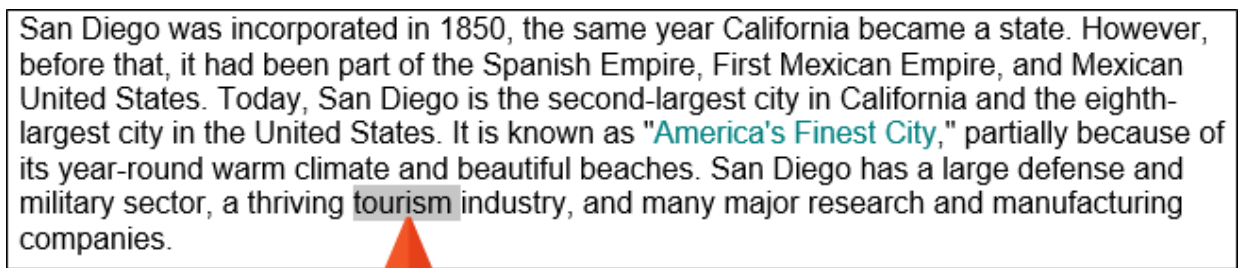 San Diego was incorporated in 1850, the same year California became a state. However,
before that, it had been part of the Spanish Empire, First Mexican Empire, and Mexican
United States. Today, San Diego is the second-largest city in California and the eighth-
largest city in the United States. It is known as "America's Finest City," partially because of
its year-round warm climate and beautiful beaches. San Diego has a large defense and
military sector, a thriving tourism industry, and many major research and manufacturing
companies.